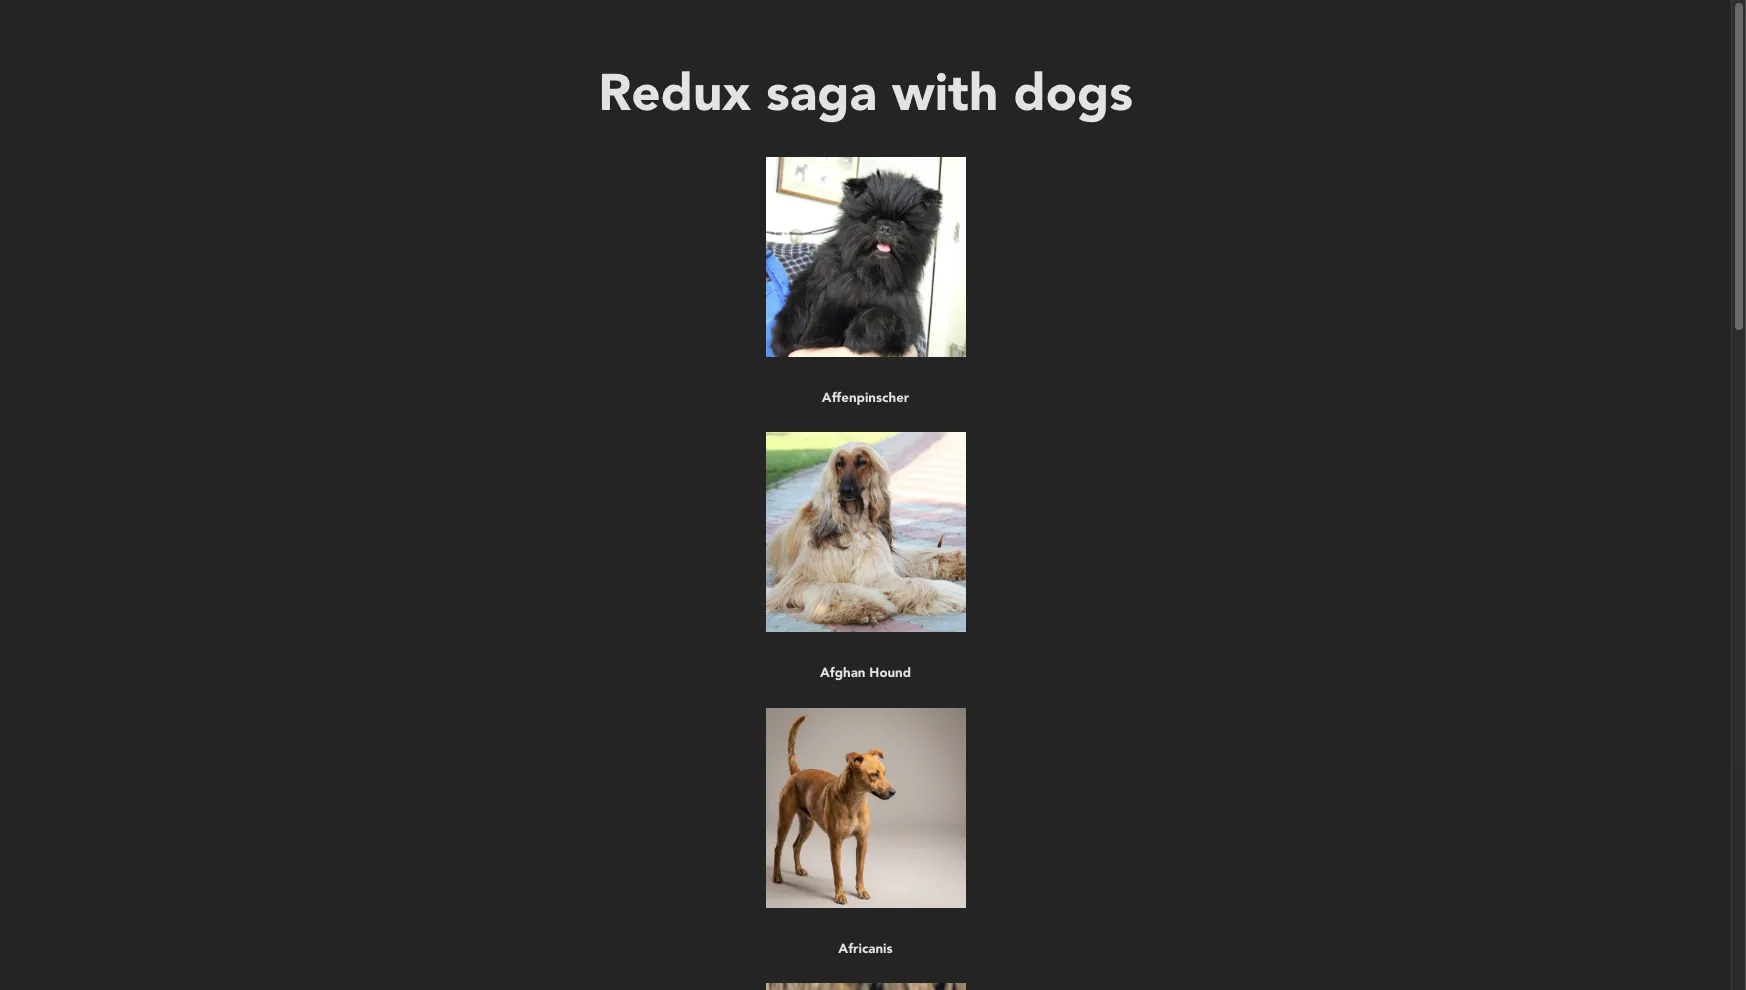 Redux saga with dogs
Affenpinscher
Afghan Hound
Africanis